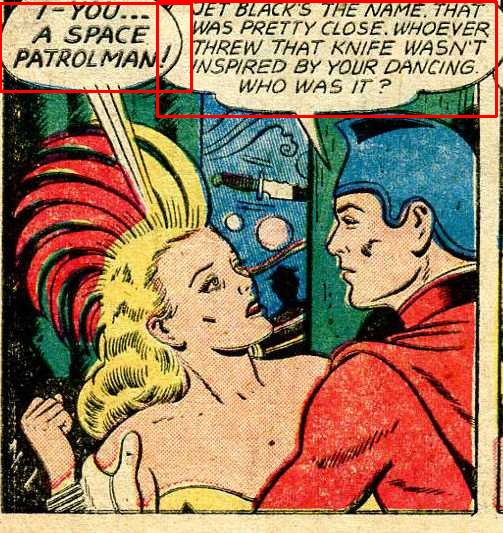 I-YOU...
A SPACE
PATROLMAN!
JET BLACK'S THE NAME. THAT
WAS PRETTY CLOSE. WHOEVER
THREW THAT KNIFE WASN'T
INSPIRED BY YOUR DANCING.
WHO WAS IT?